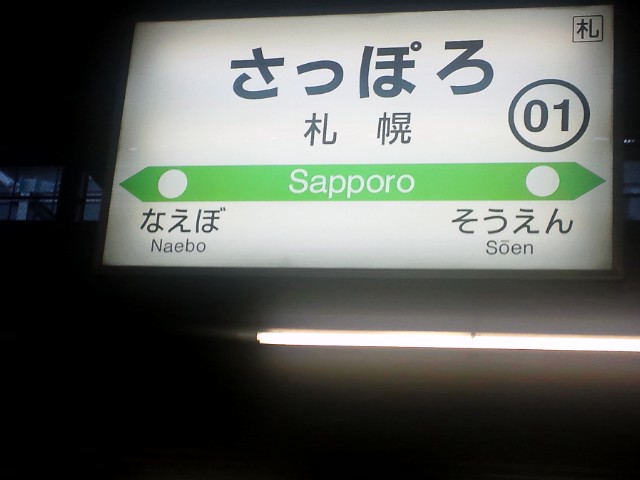 札
さっぽろ
01
札 幌
Sapporo
なえぼ そうえん
Naebo Sōen